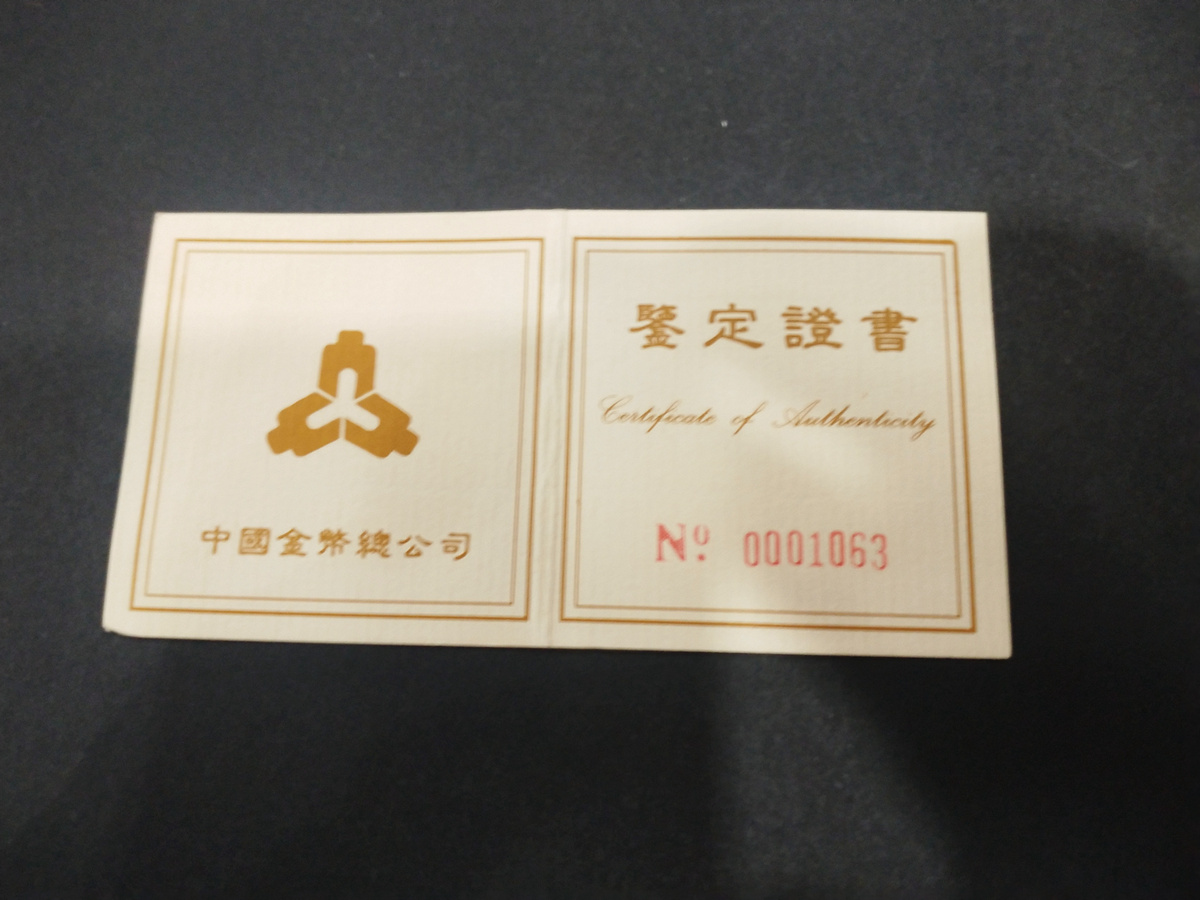 中國金幣總公司
鑒定證書
Certificate of Authenticity
Nº 0001063